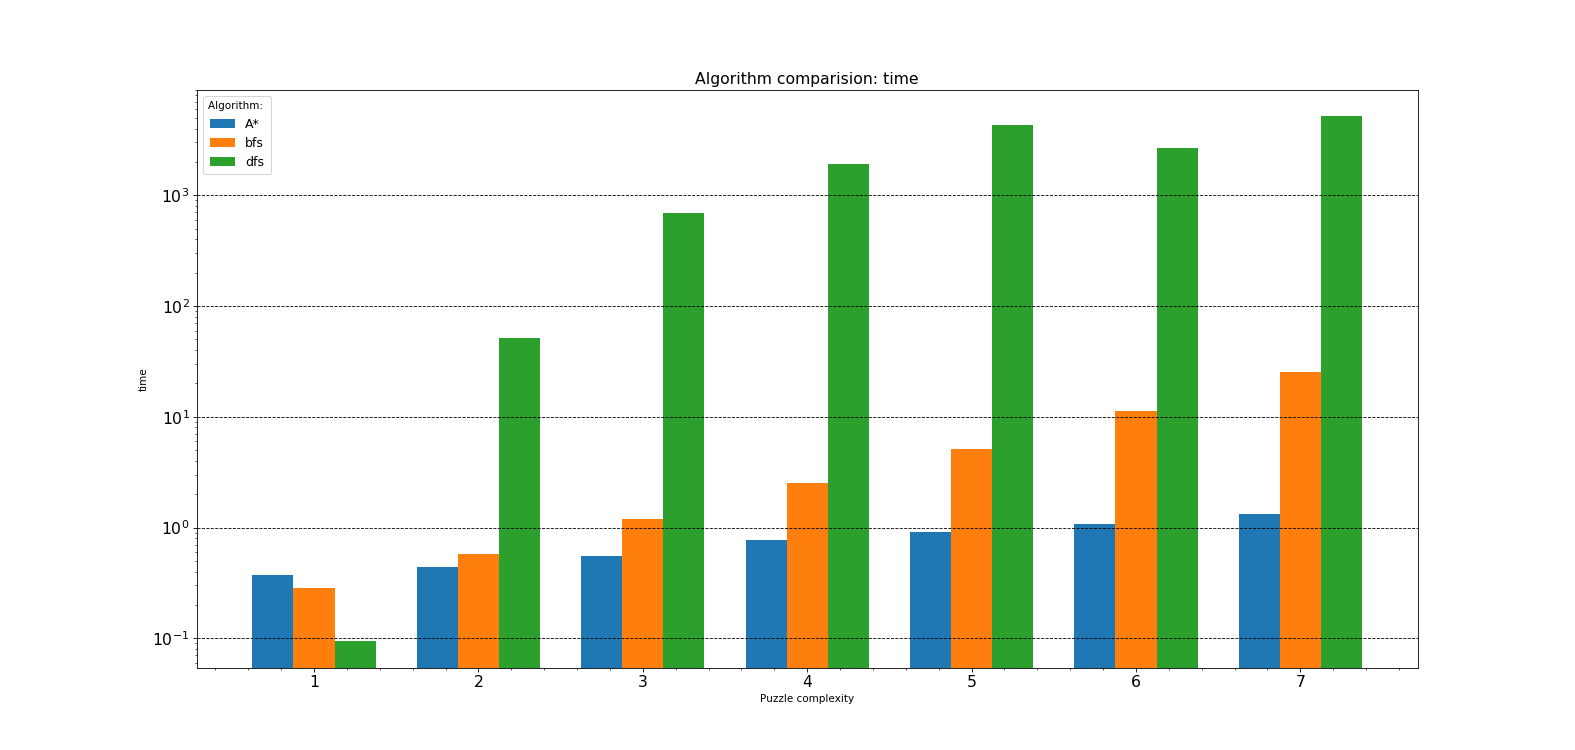 Algorithm comparision: time
Algorithm:
A*
bfs
dfs
10³
10²
10¹
10⁰
10⁻¹
time
1 2 3 4 5 6 7
Puzzle complexity